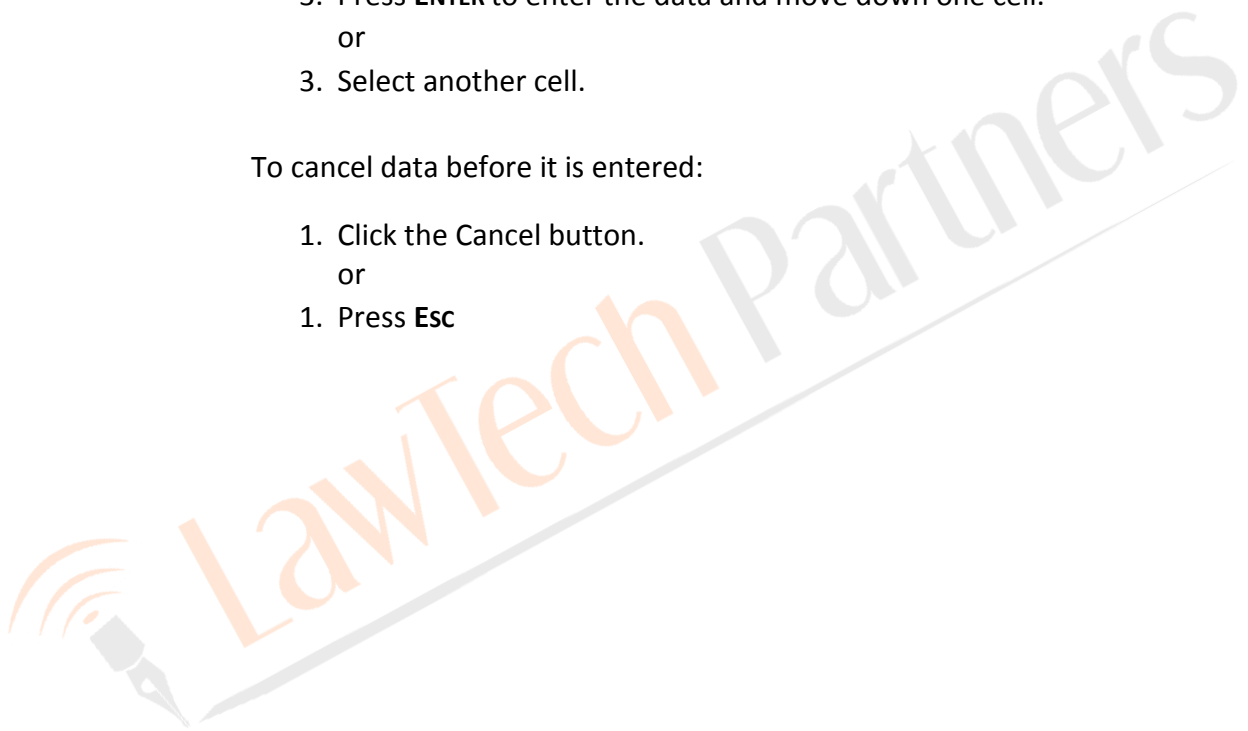 3. Press ENTER to enter the data and move down one cell.
or
3. Select another cell.
To cancel data before it is entered:
1. Click the Cancel button.
or
1. Press Esc
LawTech Partners